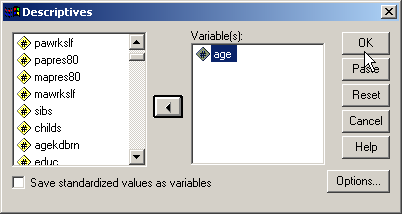 Descriptives
pawrkslf
papres80
mapres80
mawrkslf
sibs
childs
agekdbrn
educ
Variable(s):
age
OK
Paste
Reset
Cancel
Help
Save standardized values as variables
Options...